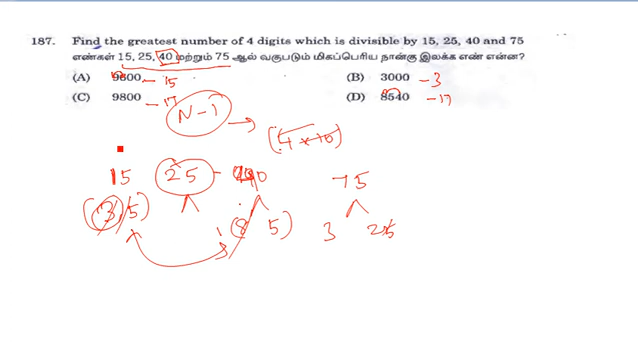 187. Find the greatest number of 4 digits which is divisible by 15, 25, 40 and 75
எண்கள் 15, 25, 40 மற்றும் 75 ஆல் வகுபடும் மிகப்பெரிய நான்கு இலக்க எண் என்ன?
(A) 9800 – 15 (B) 3000 – 3
(C) 9800 – 17 (D) 8540 – 17
N-1
(4 × 10)
15 25 - 40 75
(3, 5) (8 5) 3 25